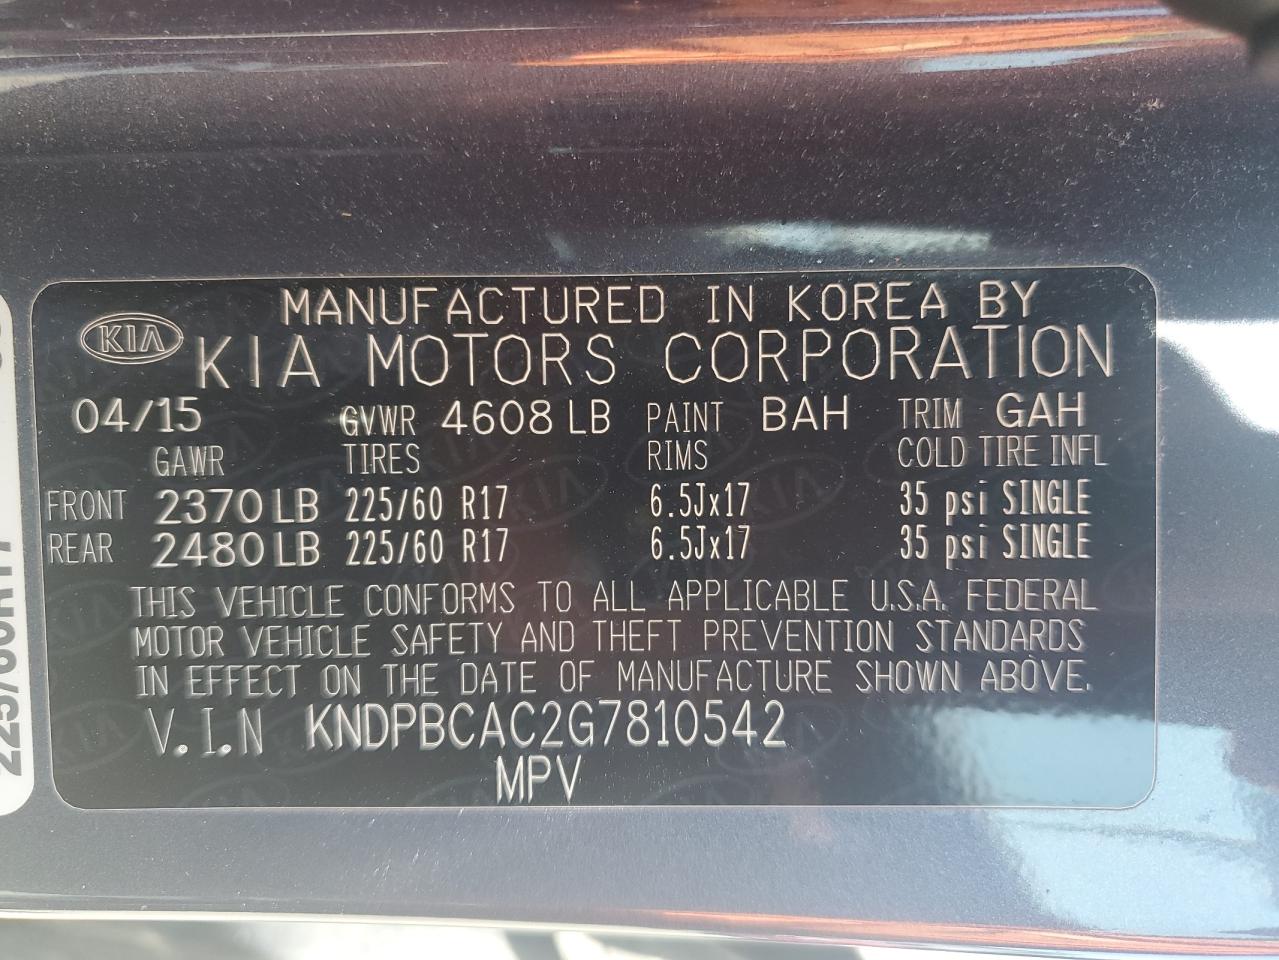 MANUFACTURED IN KOREA BY
KIA KIA MOTORS CORPORATION
04/15 GVWR 4608 LB PAINT BAH TRIM GAH
GAWR TIRES RIMS COLD TIRE INFL
FRONT 2370 LB 225/60 R17 6.5Jx17 35 psi SINGLE
REAR 2480 LB 225/60 R17 6.5Jx17 35 psi SINGLE
THIS VEHICLE CONFORMS TO ALL APPLICABLE U.S.A. FEDERAL
MOTOR VEHICLE SAFETY AND THEFT PREVENTION STANDARDS
IN EFFECT ON THE DATE OF MANUFACTURE SHOWN ABOVE.
V.I.N KNDPBCAC2G7810542
MPV